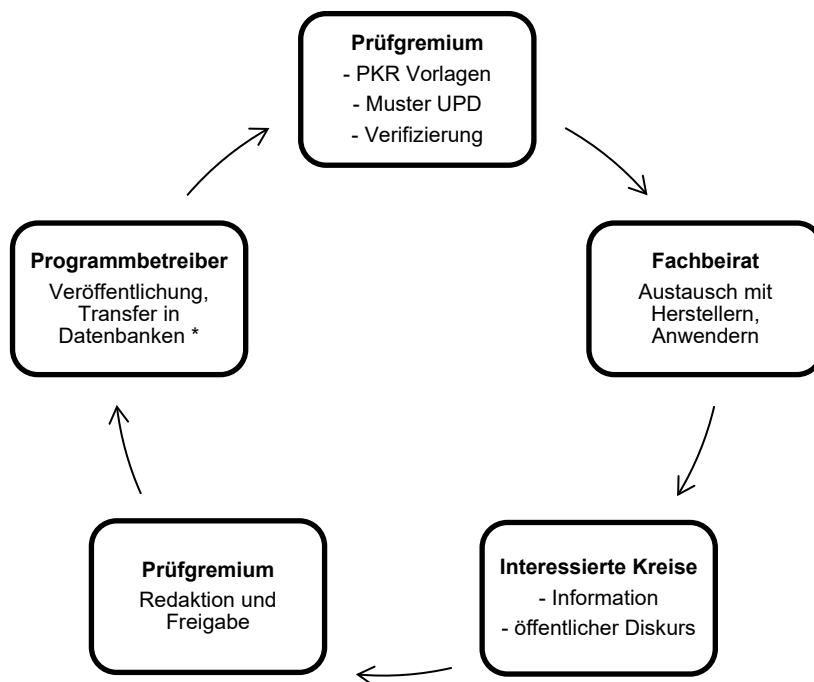 Prüfgremium
- PKR Vorlagen
- Muster UPD
- Verifizierung
Programmbetreiber
Veröffentlichung,
Transfer in
Datenbanken *
Fachbeirat
Austausch mit
Herstellern,
Anwendern
Prüfgremium
Redaktion und
Freigabe
Interessierte Kreise
- Information
- öffentlicher Diskurs